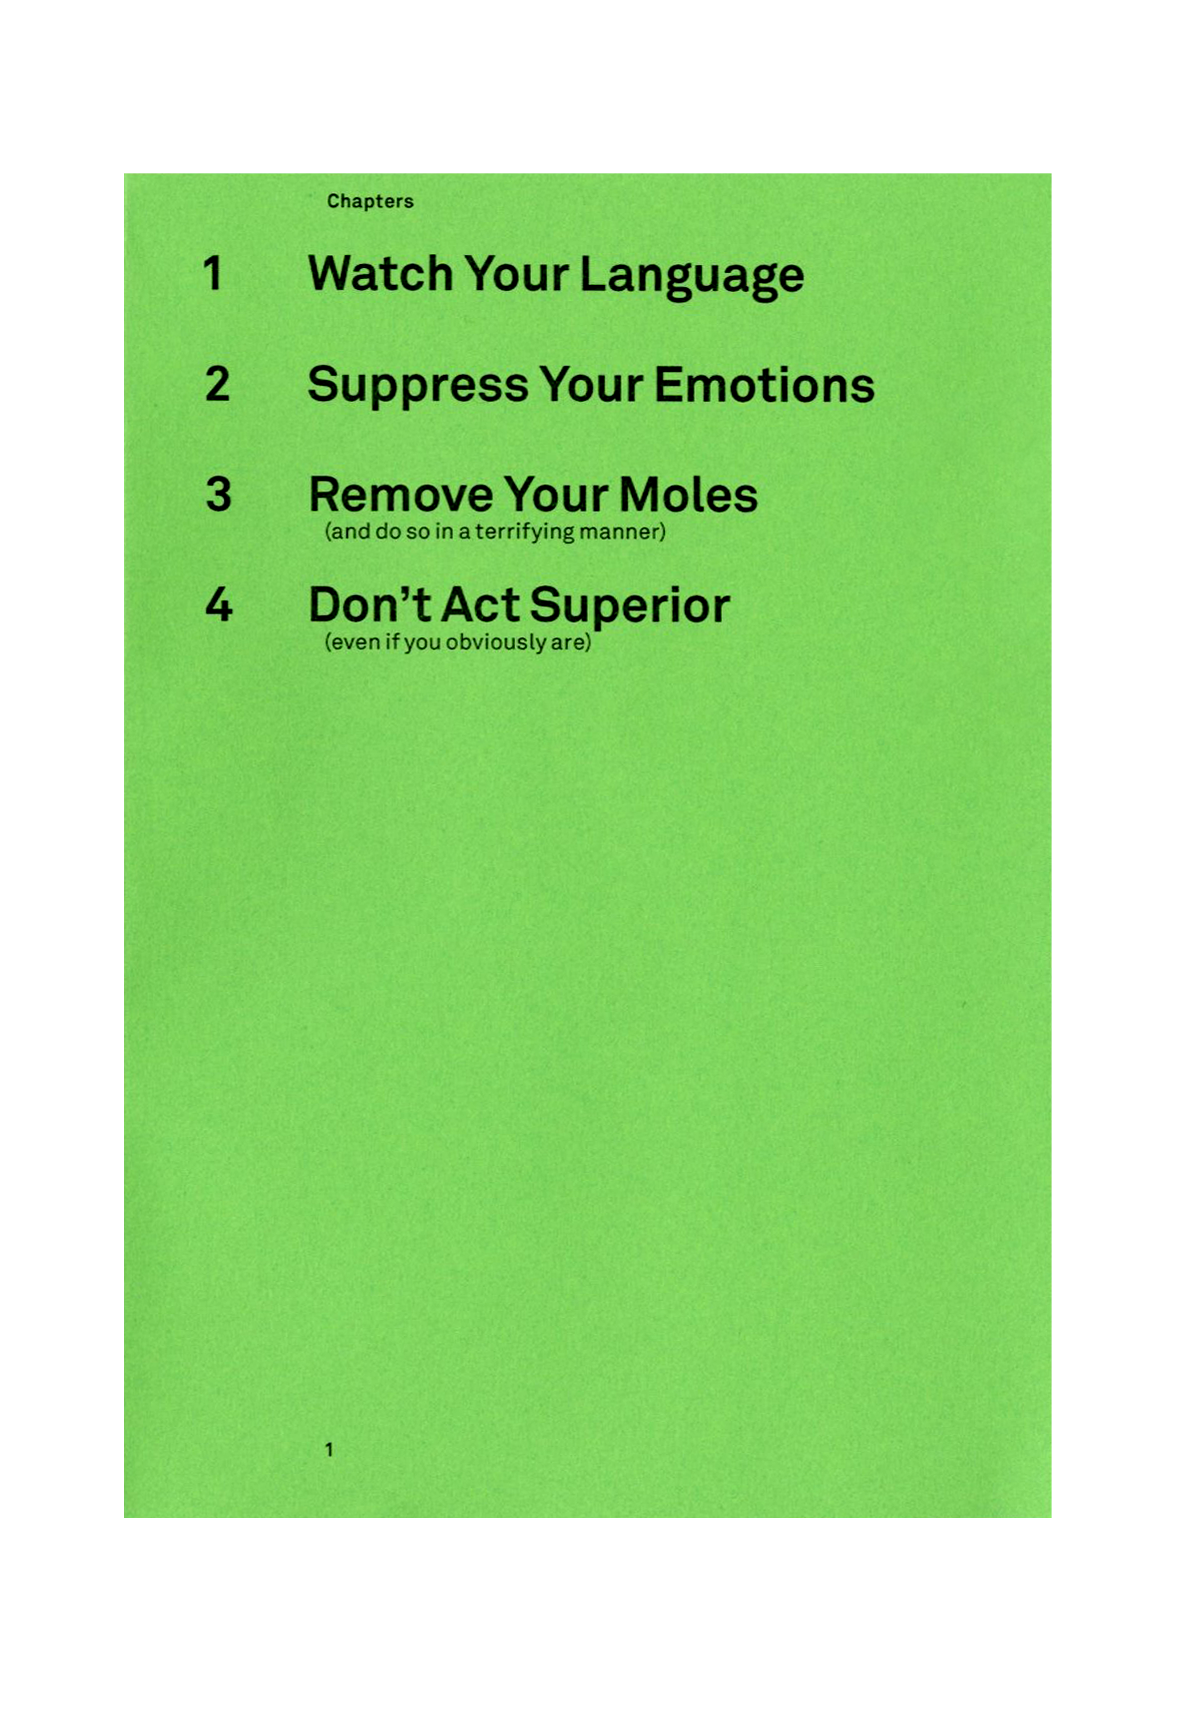 Chapters
1 Watch Your Language
2 Suppress Your Emotions
3 Remove Your Moles
(and do so in a terrifying manner)
4 Don’t Act Superior
(even if you obviously are)
1